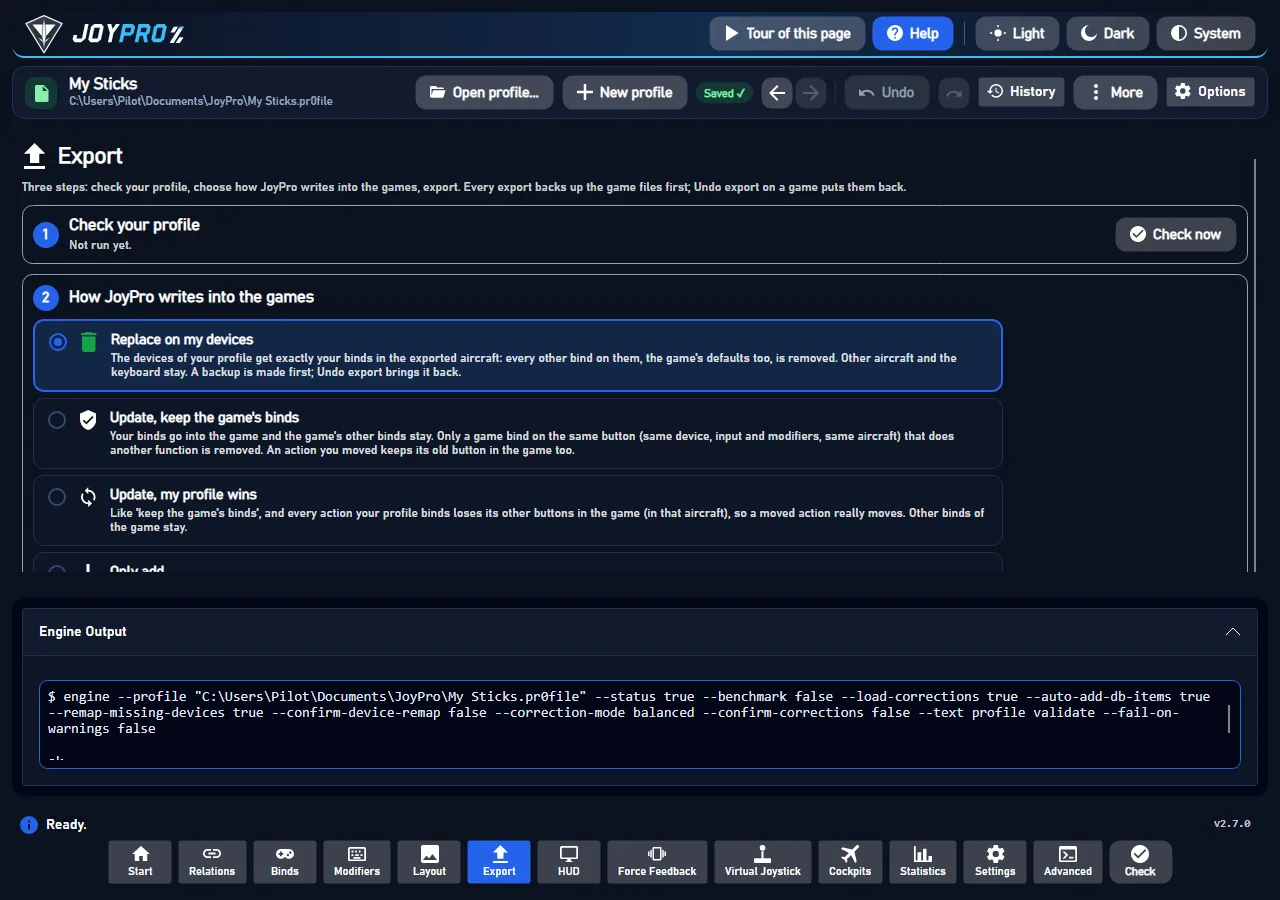 JOYPRO
Tour of this page
Help
Light
Dark
System
My Sticks
C:\Users\Pilot\Documents\JoyPro\My Sticks.pr0file
Open profile...
New profile
Saved ✓
Undo
History
More
Options
Export
Three steps: check your profile, choose how JoyPro writes into the games, export. Every export backs up the game files first; Undo export on a game puts them back.
1
Check your profile
Not run yet.
Check now
2
How JoyPro writes into the games
Replace on my devices
The devices of your profile get exactly your binds in the exported aircraft: every other bind on them, the game's defaults too, is removed. Other aircraft and the
keyboard stay. A backup is made first; Undo export brings it back.
Update, keep the game's binds
Your binds go into the game and the game's other binds stay. Only a game bind on the same button (same device, input and modifiers, same aircraft) that does
another function is removed. An action you moved keeps its old button in the game too.
Update, my profile wins
Like 'keep the game's binds', and every action your profile binds loses its other buttons in the game (in that aircraft), so a moved action really moves. Other binds of
the game stay.
Only add
Engine Output
$ engine --profile "C:\Users\Pilot\Documents\JoyPro\My Sticks.pr0file" --status true --benchmark false --load-corrections true --auto-add-db-items true
--remap-missing-devices true --confirm-device-remap false --correction-mode balanced --confirm-corrections false --text profile validate --fail-on-
warnings false
Ready.
v2.7.0
Start
Relations
Binds
Modifiers
Layout
Export
HUD
Force Feedback
Virtual Joystick
Cockpits
Statistics
Settings
Advanced
Check